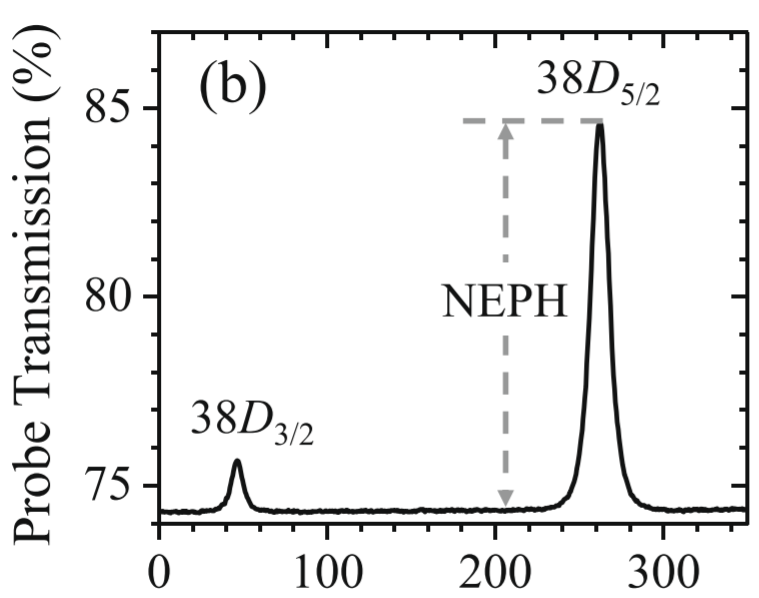 Probe Transmission (%)
(b)
38D5/2
85
80
NEPH
38D3/2
75
0 100 200 300